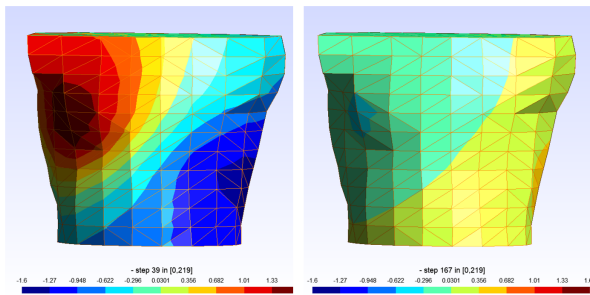 - step 39 in [0,219]
-1.6 -1.27 -0.948 -0.622 -0.296 0.0301 0.356 0.682 1.01 1.33
- step 167 in [0,219]
-1.6 -1.27 -0.948 -0.622 -0.296 0.0301 0.356 0.682 1.01 1.33